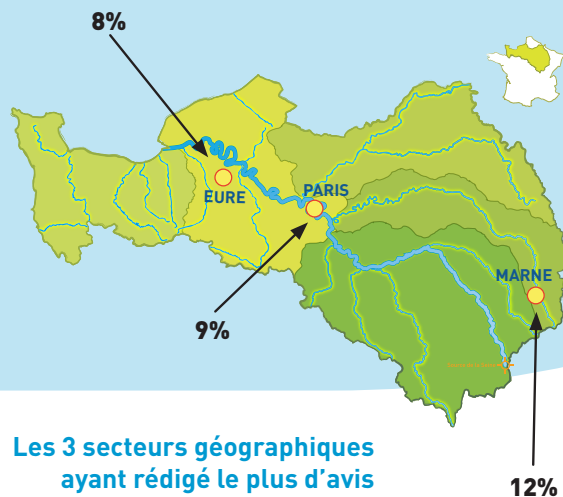 8%
EURE
PARIS
MARNE
9%
Les 3 secteurs géographiques
ayant rédigé le plus d'avis
12%